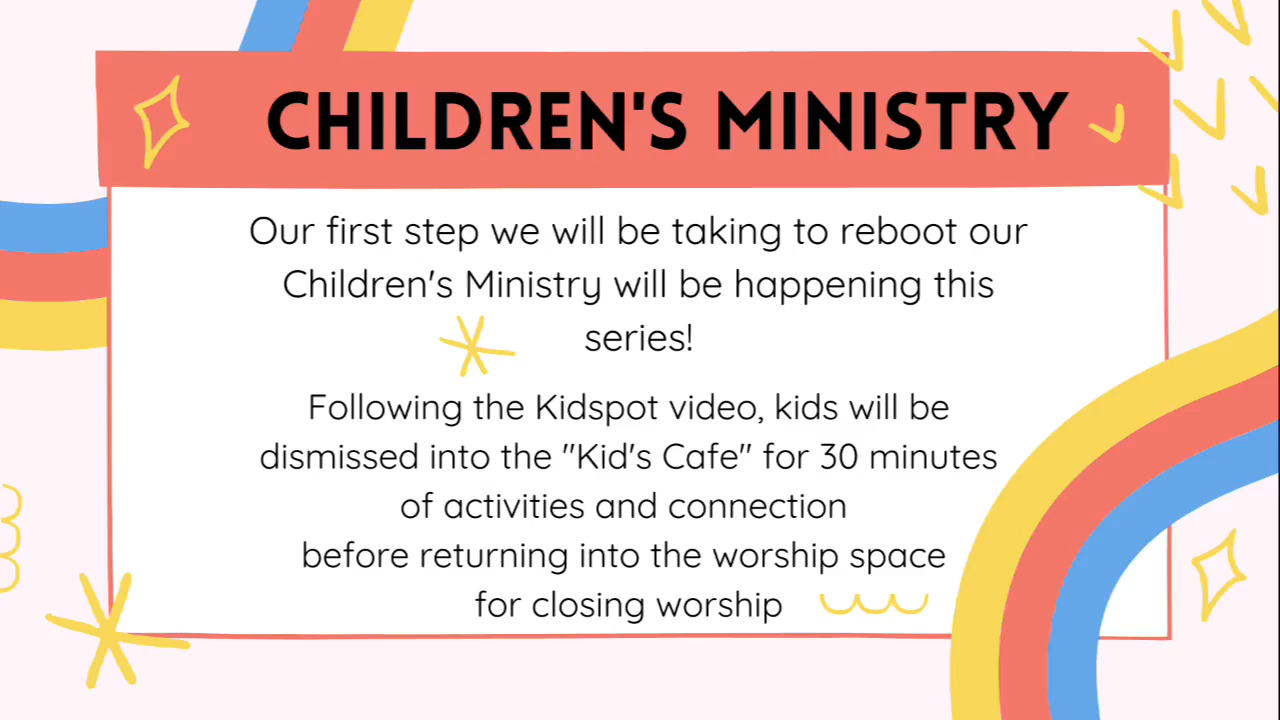 CHILDREN'S MINISTRY
Our first step we will be taking to reboot our
Children's Ministry will be happening this
series!
Following the Kidspot video, kids will be
dismissed into the "Kid's Cafe" for 30 minutes
of activities and connection
before returning into the worship space
for closing worship